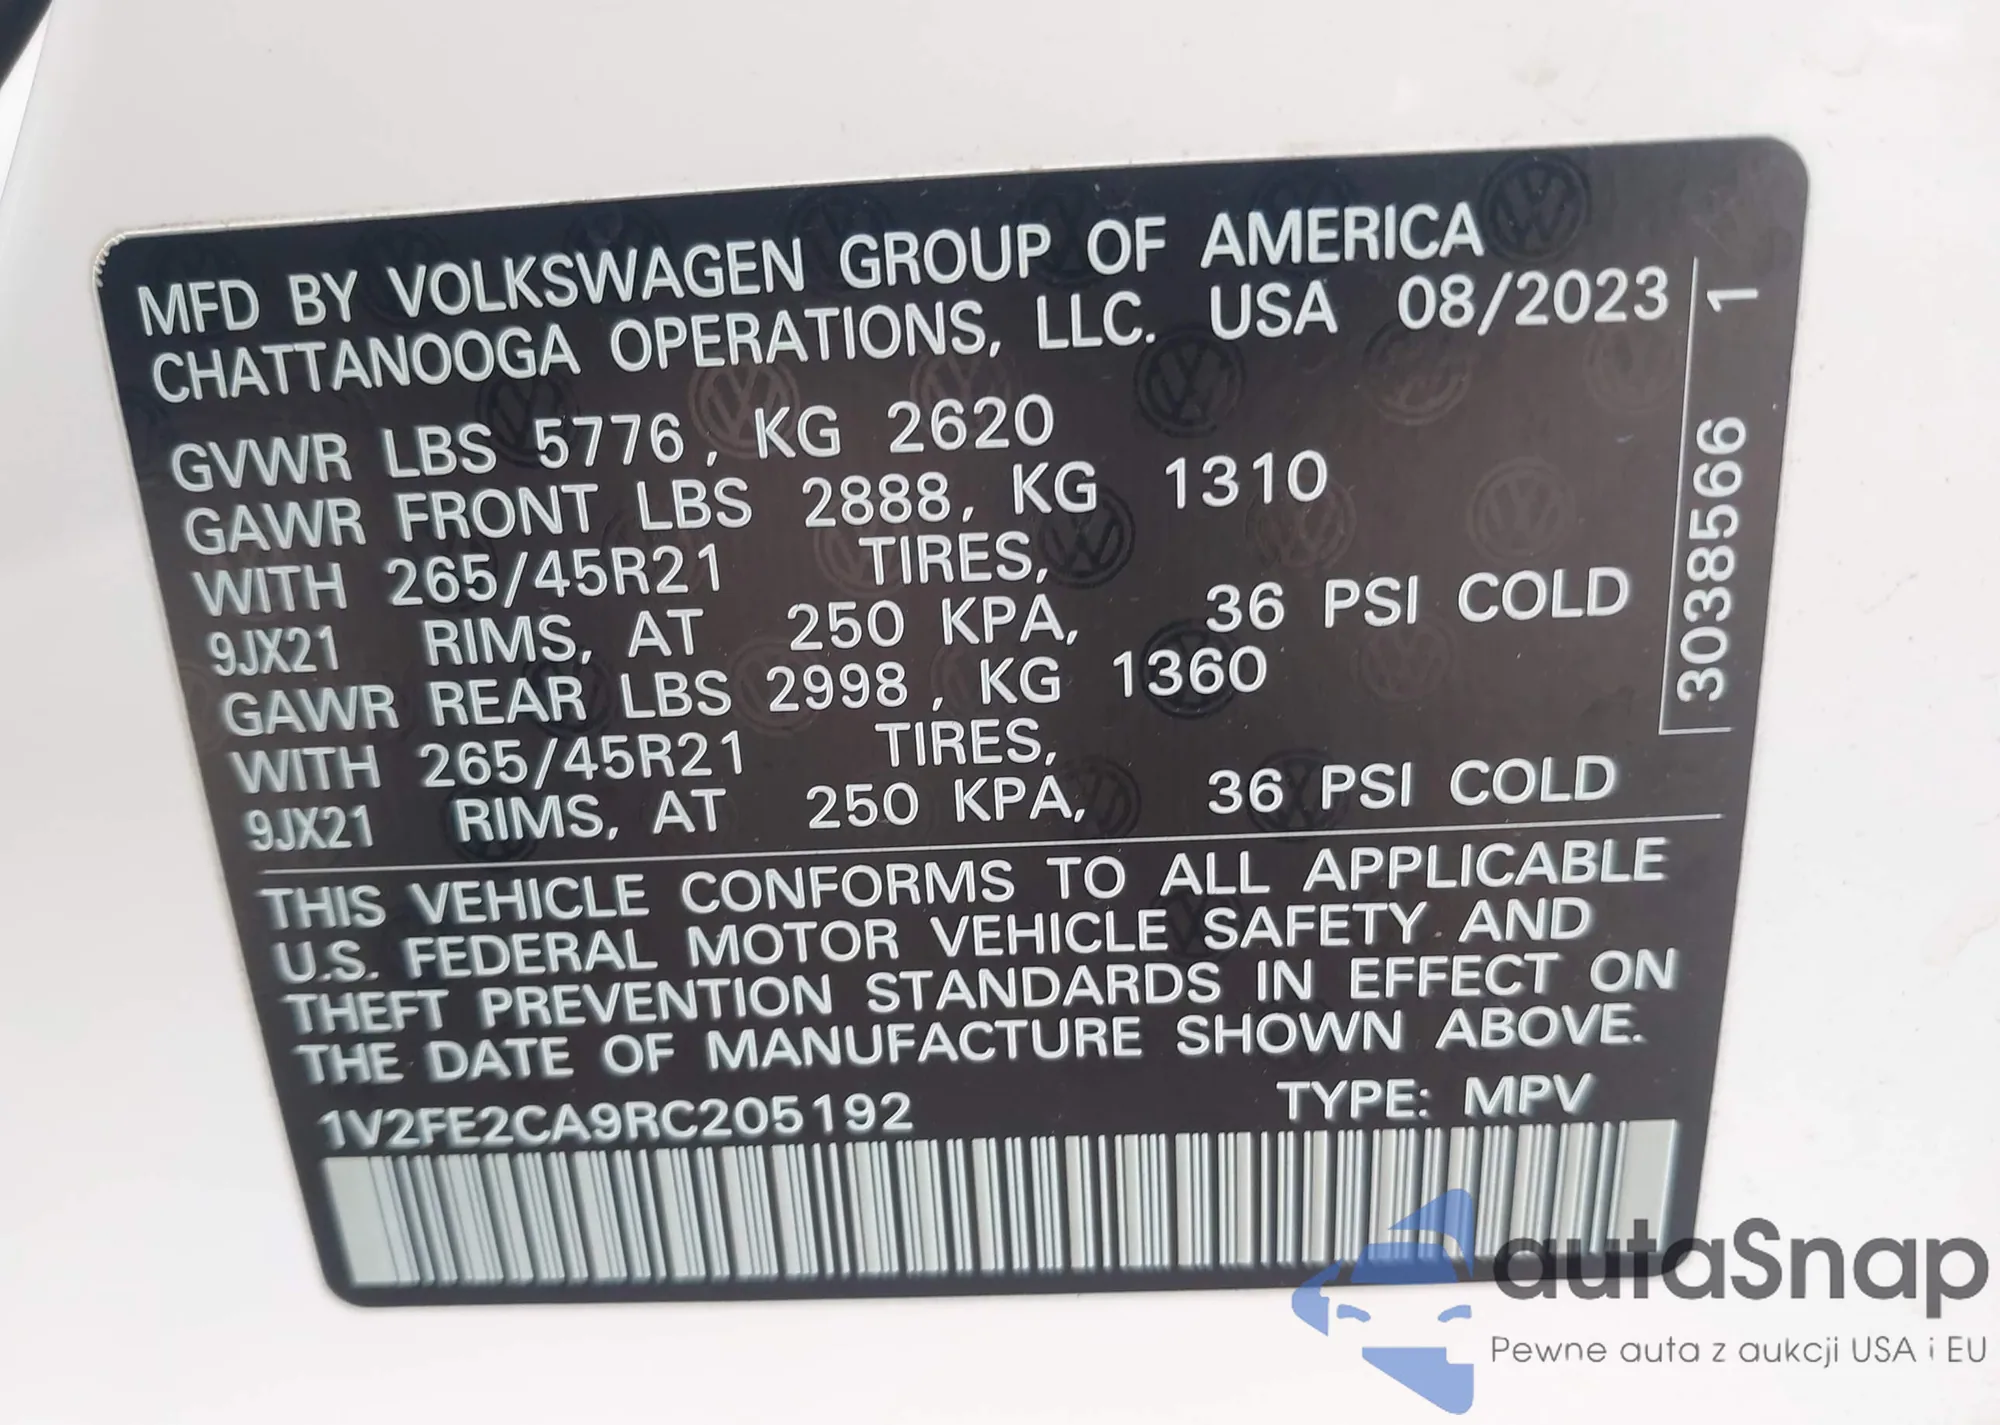 MFD BY VOLKSWAGEN GROUP OF AMERICA
CHATTANOOGA OPERATIONS, LLC. USA 08/2023
GVWR LBS 5776, KG 2620
GAWR FRONT LBS 2888, KG 1310
WITH 265/45R21 TIRES,
9JX21 RIMS, AT 250 KPA, 36 PSI COLD
GAWR REAR LBS 2998, KG 1360
WITH 265/45R21 TIRES,
9JX21 RIMS, AT 250 KPA, 36 PSI COLD
3038566 1
THIS VEHICLE CONFORMS TO ALL APPLICABLE
U.S. FEDERAL MOTOR VEHICLE SAFETY AND
THEFT PREVENTION STANDARDS IN EFFECT ON
THE DATE OF MANUFACTURE SHOWN ABOVE.
1V2FE2CA9RC205192 TYPE: MPV
autaSnap
Pewne auta z aukcji USA i EU